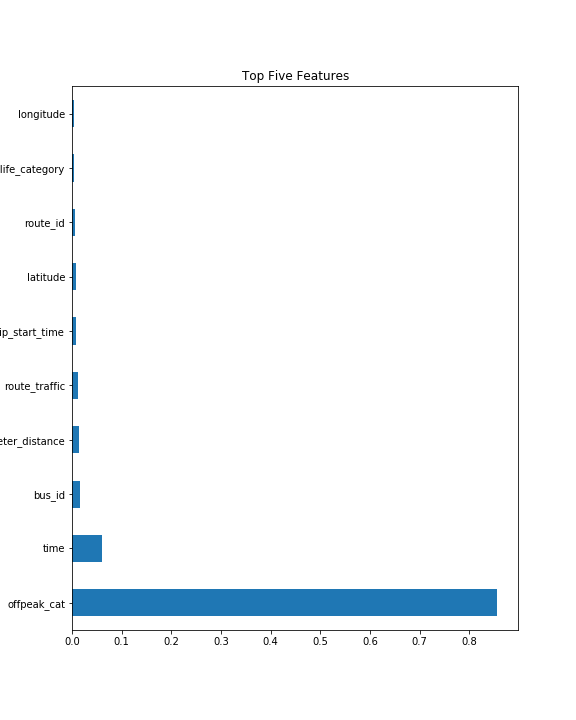 Top Five Features
longitude
life_category
route_id
latitude
ip_start_time
route_traffic
eter_distance
bus_id
time
offpeak_cat
0.0 0.1 0.2 0.3 0.4 0.5 0.6 0.7 0.8